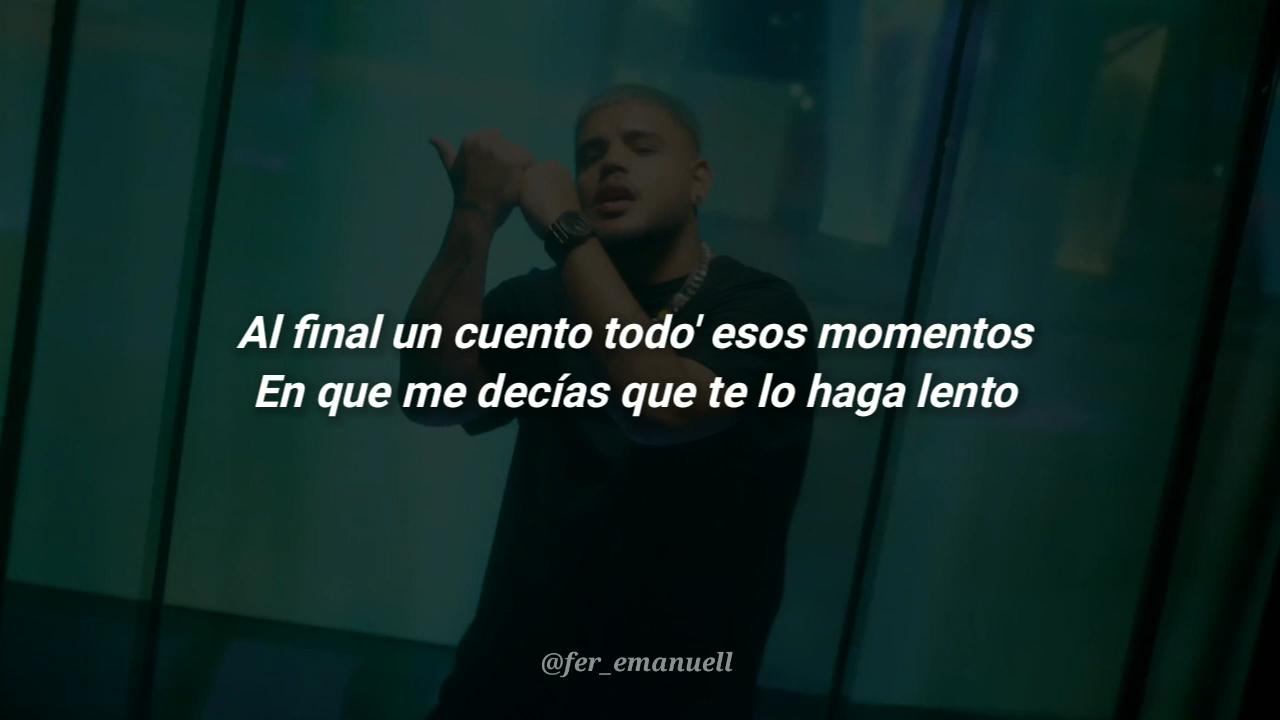 Al final un cuento todo' esos momentos
En que me decías que te lo haga lento
@fer_emanuell